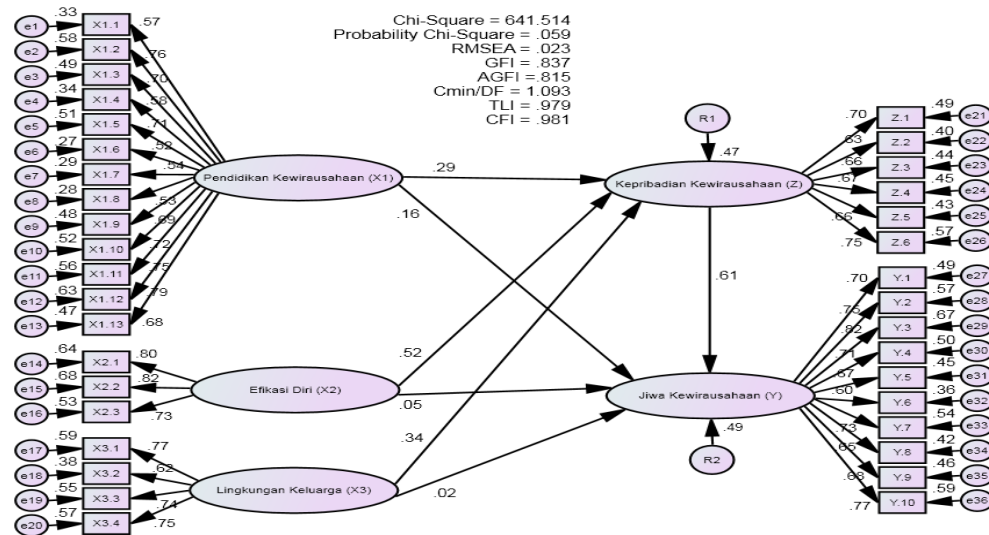 Chi-Square = 641.514
Probability Chi-Square = .059
RMSEA = .023
GFI = .837
AGFI =.815
Cmin/DF = 1.093
TLI = .979
CFI = .981
e1 .33 X1.1 .57
e2 .58 X1.2 .76
e3 .49 X1.3 .70
e4 .34 X1.4 .58
e5 .51 X1.5 .71
e6 .27 X1.6 .52
e7 .29 X1.7 .54
e8 .28 X1.8 .53
e9 .48 X1.9 .69
e10 .52 X1.10 .72
e11 .56 X1.11 .75
e12 .63 X1.12 .79
e13 .47 X1.13 .68
Pendidikan Kewirausahaan (X1)
.29
.16
e14 .64 X2.1 .80
e15 .68 X2.2 .82
e16 .53 X2.3 .73
Efikasi Diri (X2)
.52
.05
e17 .59 X3.1 .77
e18 .38 X3.2 .62
e19 .55 X3.3 .74
e20 .57 X3.4 .75
Lingkungan Keluarga (X3)
.34
.02
R1
.47
Kepribadian Kewirausahaan (Z)
.61
.70 Z.1 .49 e21
.63 Z.2 .40 e22
.66 Z.3 .44 e23
.67 Z.4 .45 e24
.66 Z.5 .43 e25
.75 Z.6 .57 e26
Jiwa Kewirausahaan (Y)
.49
R2
.70 Y.1 .49 e27
.75 Y.2 .57 e28
.82 Y.3 .67 e29
.71 Y.4 .50 e30
.67 Y.5 .45 e31
.60 Y.6 .36 e32
.73 Y.7 .54 e33
.65 Y.8 .42 e34
.68 Y.9 .46 e35
.77 Y.10 .59 e36